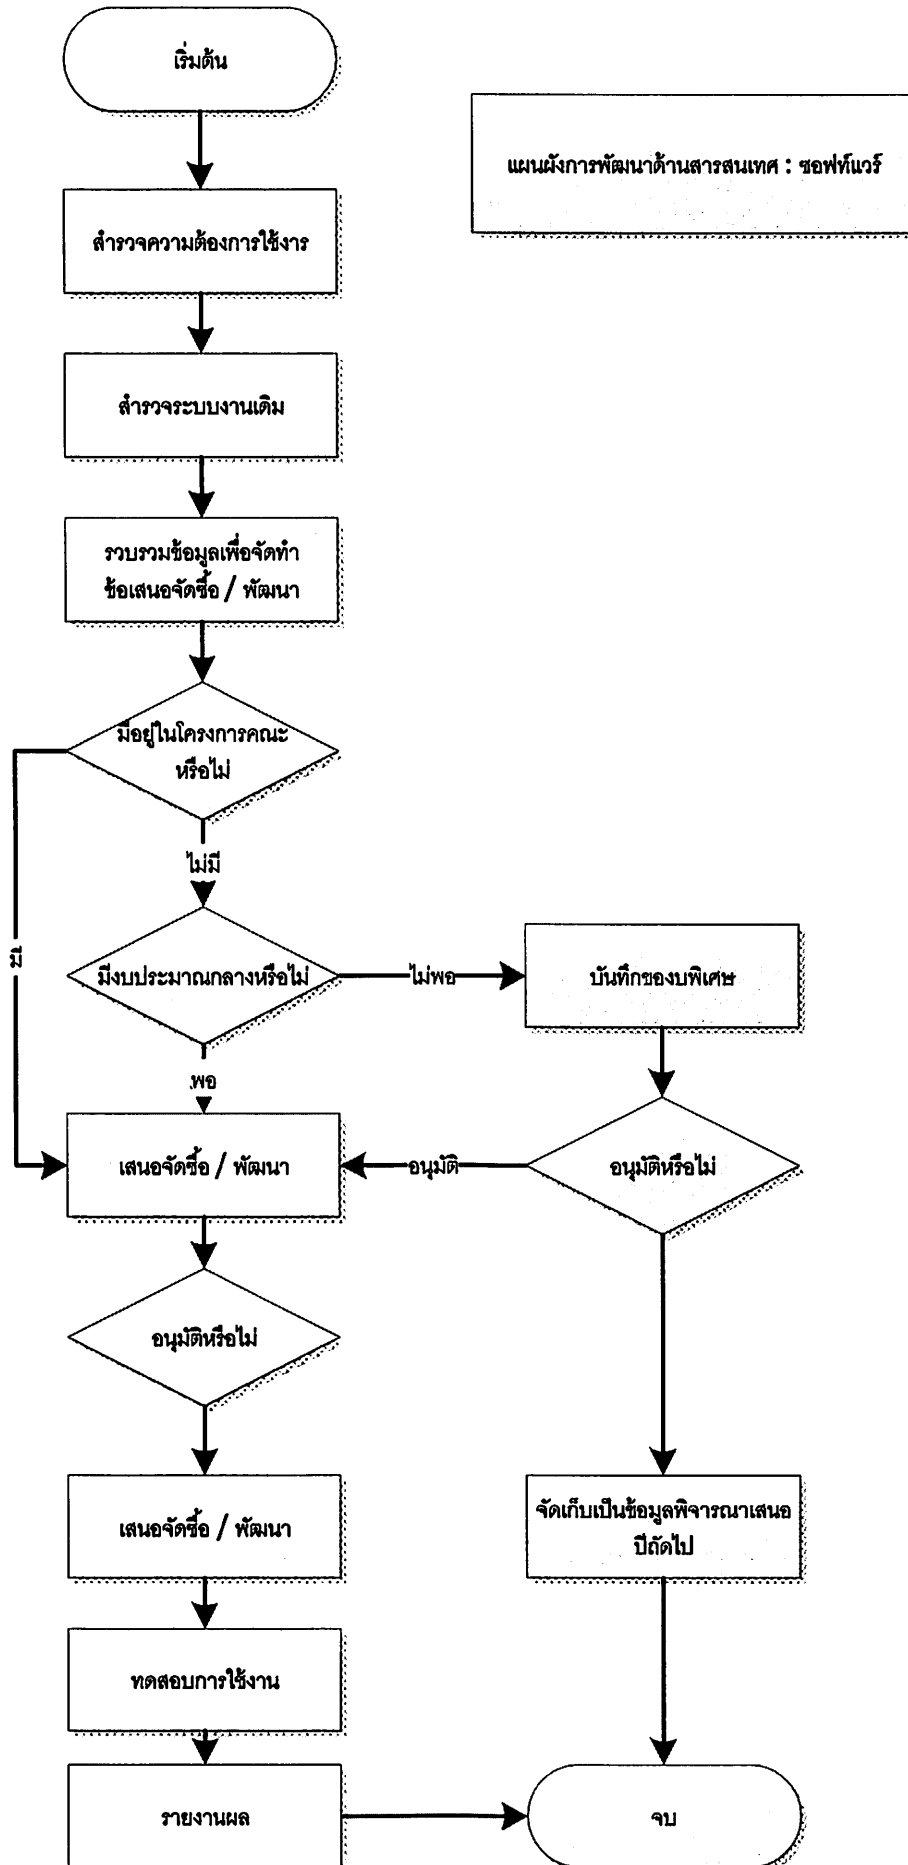 เริ่มต้น
แผนผังการพัฒนาด้านสารสนเทศ : ซอฟท์แวร์
สำรวจความต้องการใช้งาร
สำรวจระบบงานเดิม
รวบรวมข้อมูลเพื่อจัดทำ
ข้อเสนอจัดซื้อ / พัฒนา
มีอยู่ในโครงการคณะ
หรือไม่
ไม่มี
มี
มีงบประมาณกลางหรือไม่
ไม่พอ
บันทึกของบพิเศษ
พอ
เสนอจัดซื้อ / พัฒนา
อนุมัติ
อนุมัติหรือไม่
อนุมัติหรือไม่
เสนอจัดซื้อ / พัฒนา
จัดเก็บเป็นข้อมูลพิจารณาเสนอ
ปีถัดไป
ทดสอบการใช้งาน
รายงานผล
จบ